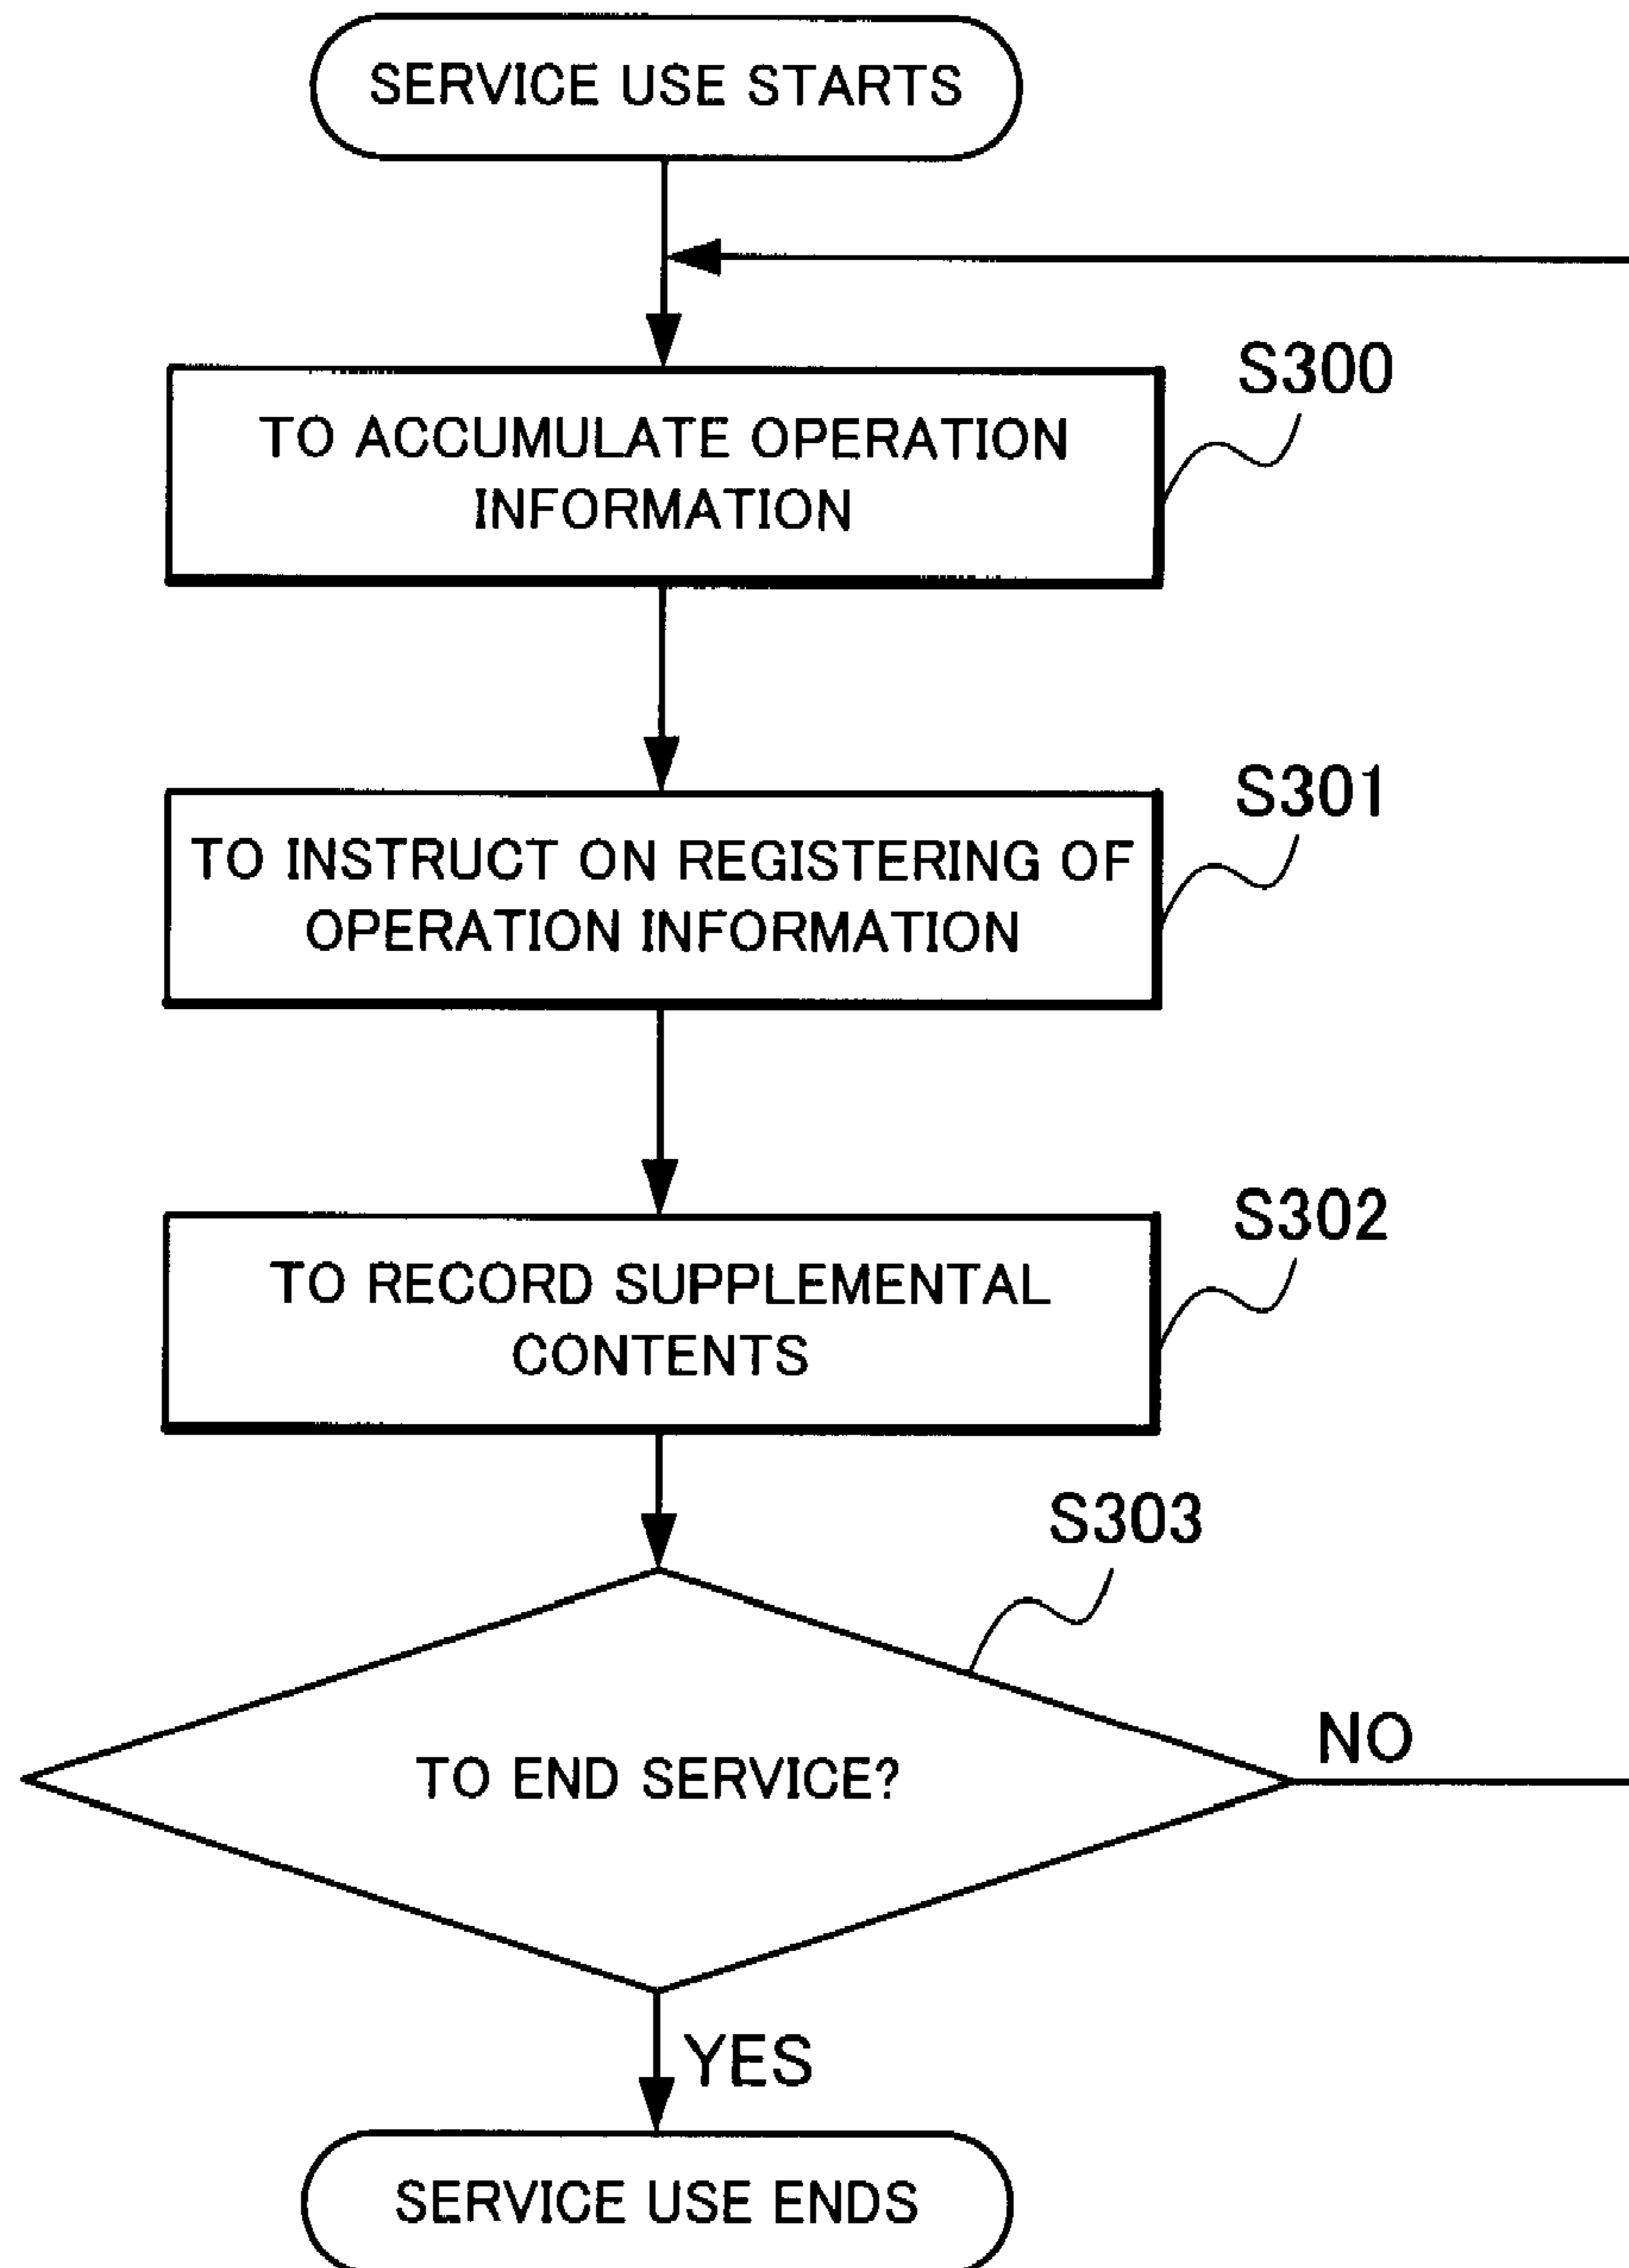 SERVICE USE STARTS
S300
TO ACCUMULATE OPERATION
INFORMATION
S301
TO INSTRUCT ON REGISTERING OF
OPERATION INFORMATION
S302
TO RECORD SUPPLEMENTAL
CONTENTS
S303
TO END SERVICE?
NO
YES
SERVICE USE ENDS